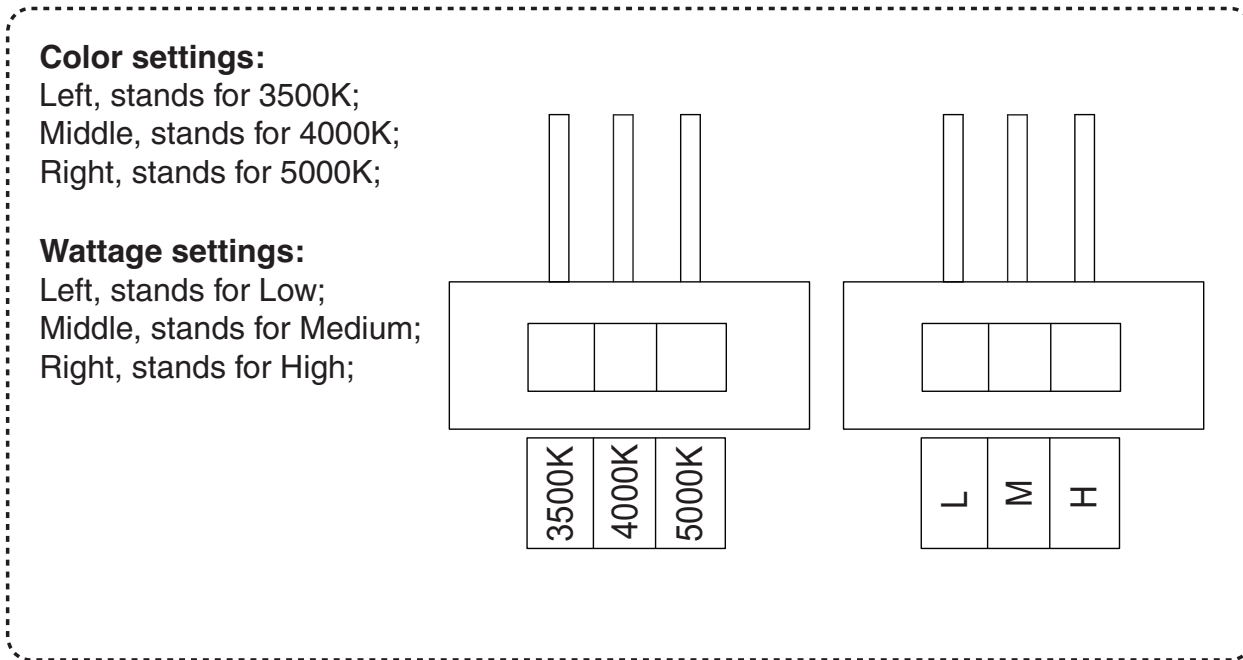 Color settings:
Left, stands for 3500K;
Middle, stands for 4000K;
Right, stands for 5000K;
Wattage settings:
Left, stands for Low;
Middle, stands for Medium;
Right, stands for High;
3500K
4000K
5000K
L
M
H